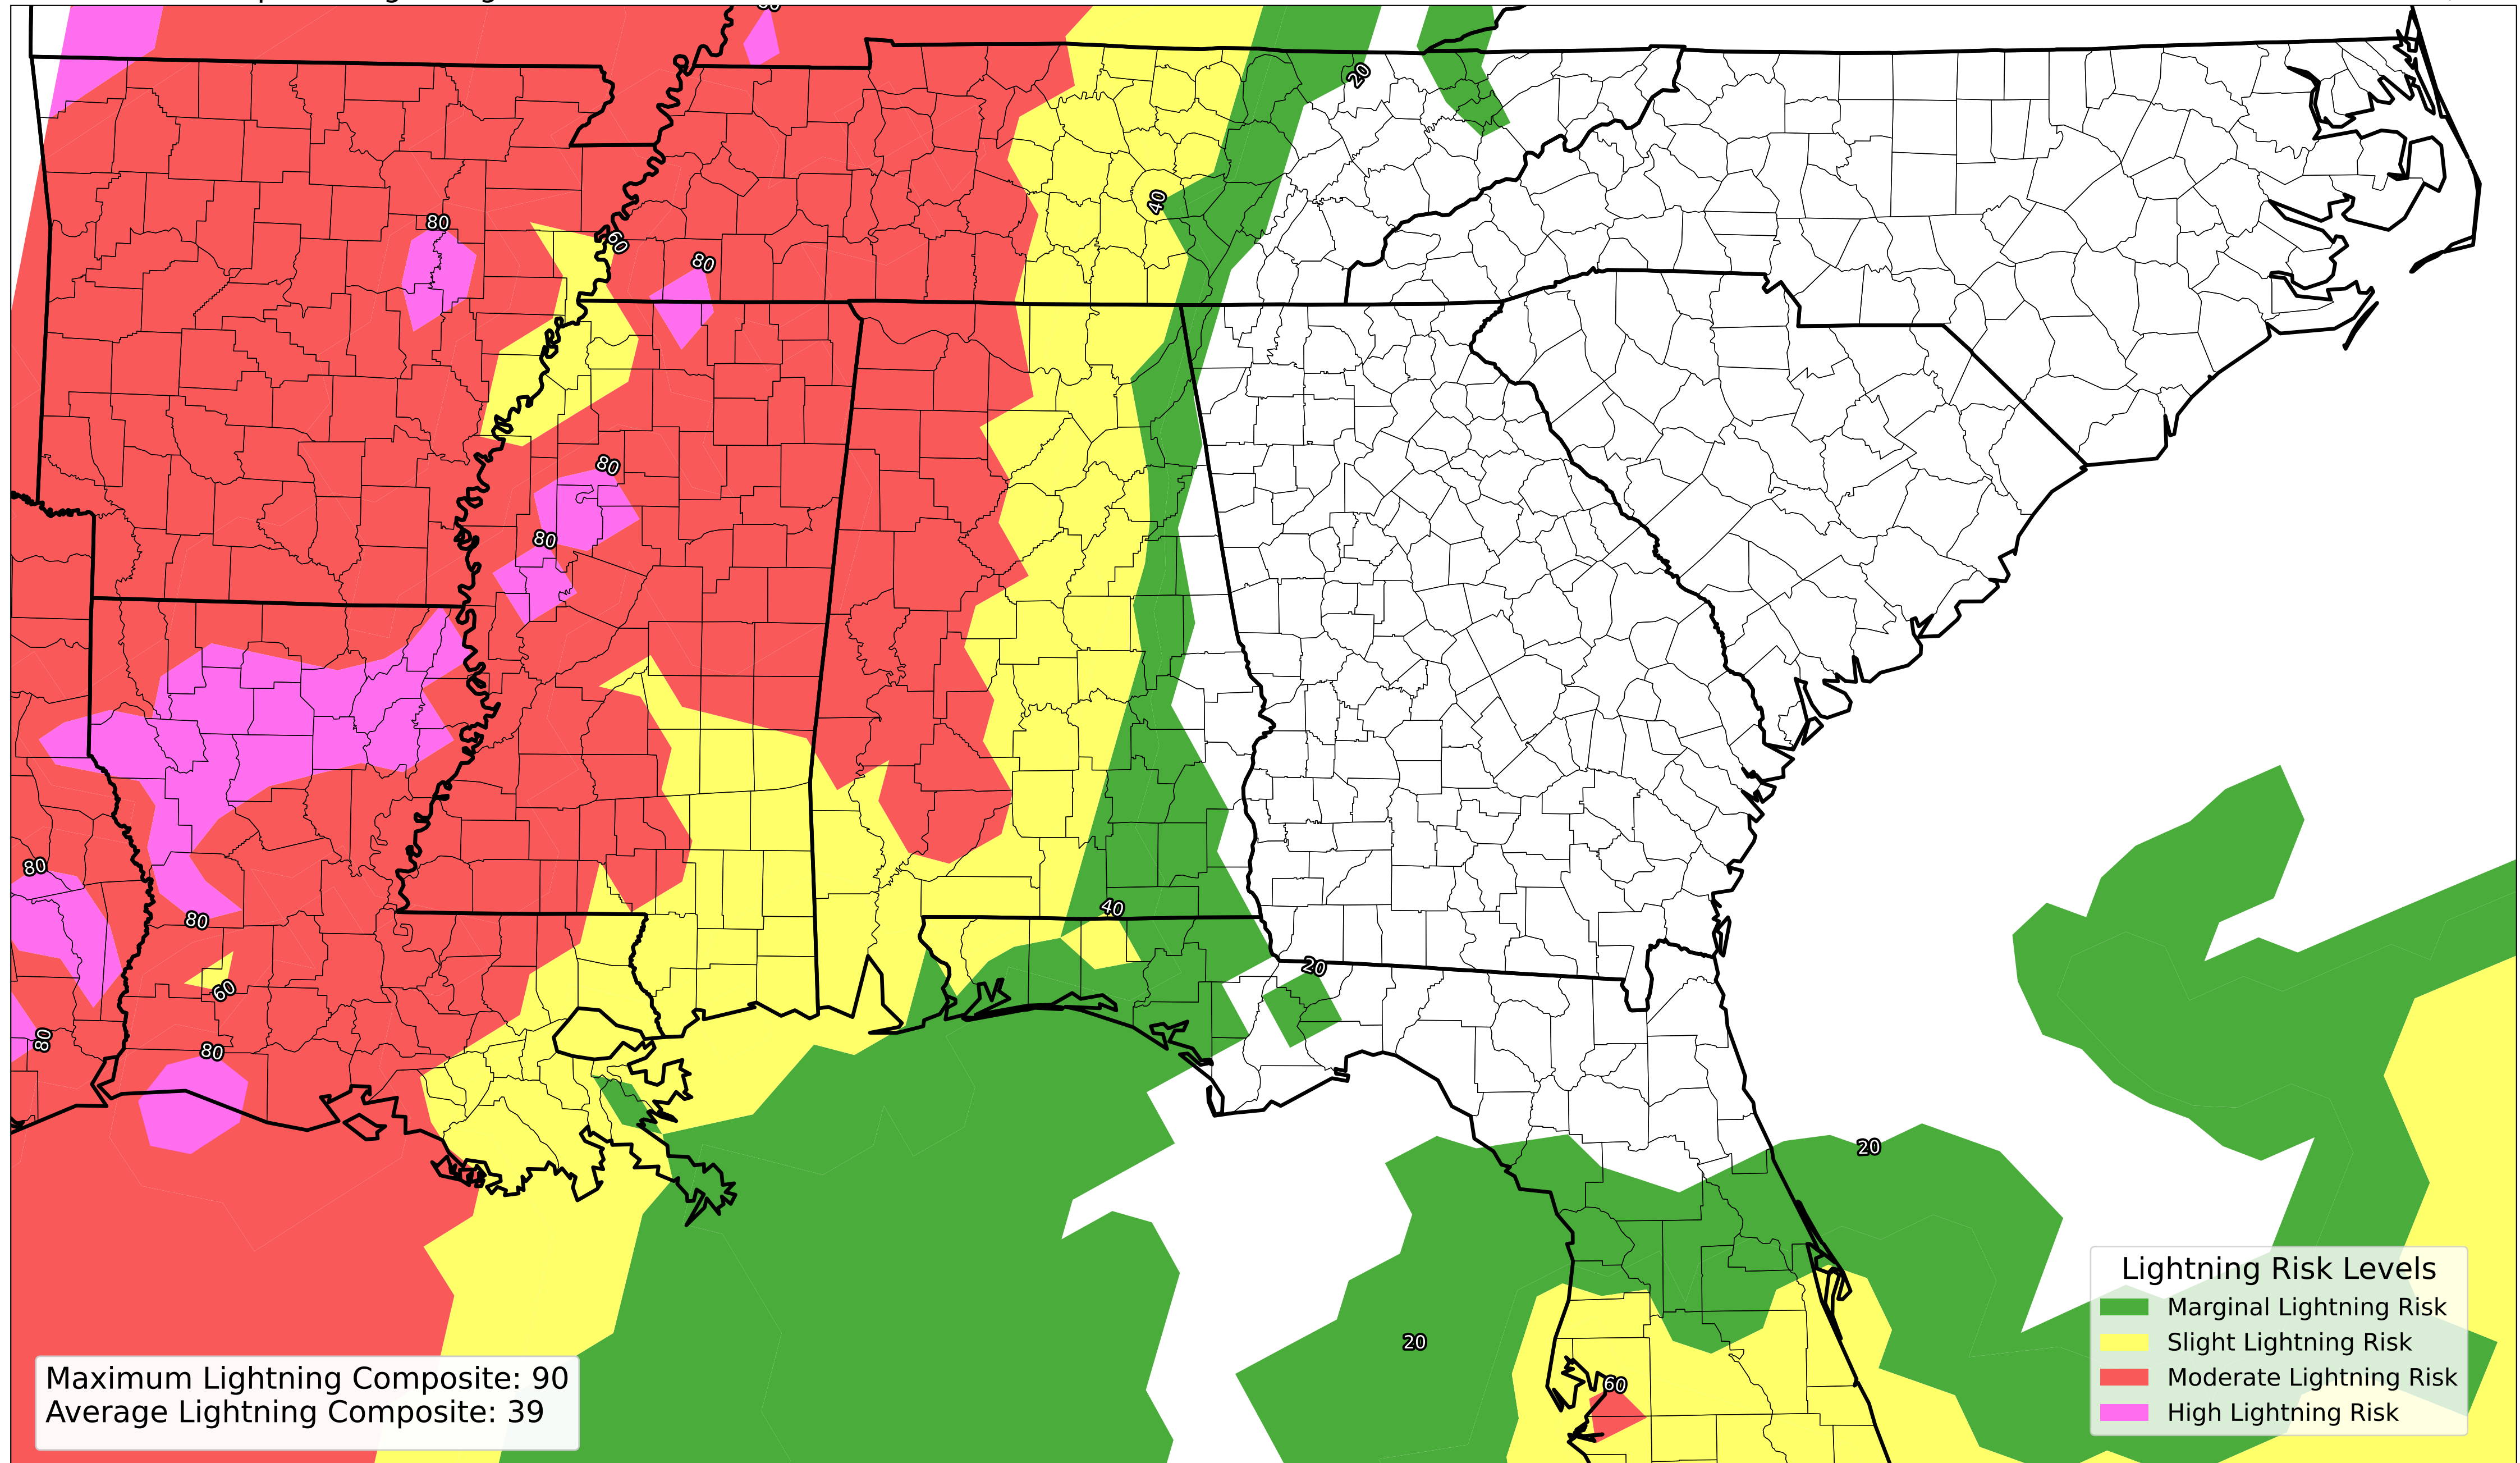 20
40
80
60
80
80
80
80
40
80
20
60
80
80
20
20
60
Lightning Risk Levels
Marginal Lightning Risk
Slight Lightning Risk
Moderate Lightning Risk
High Lightning Risk
Maximum Lightning Composite: 90
Average Lightning Composite: 39